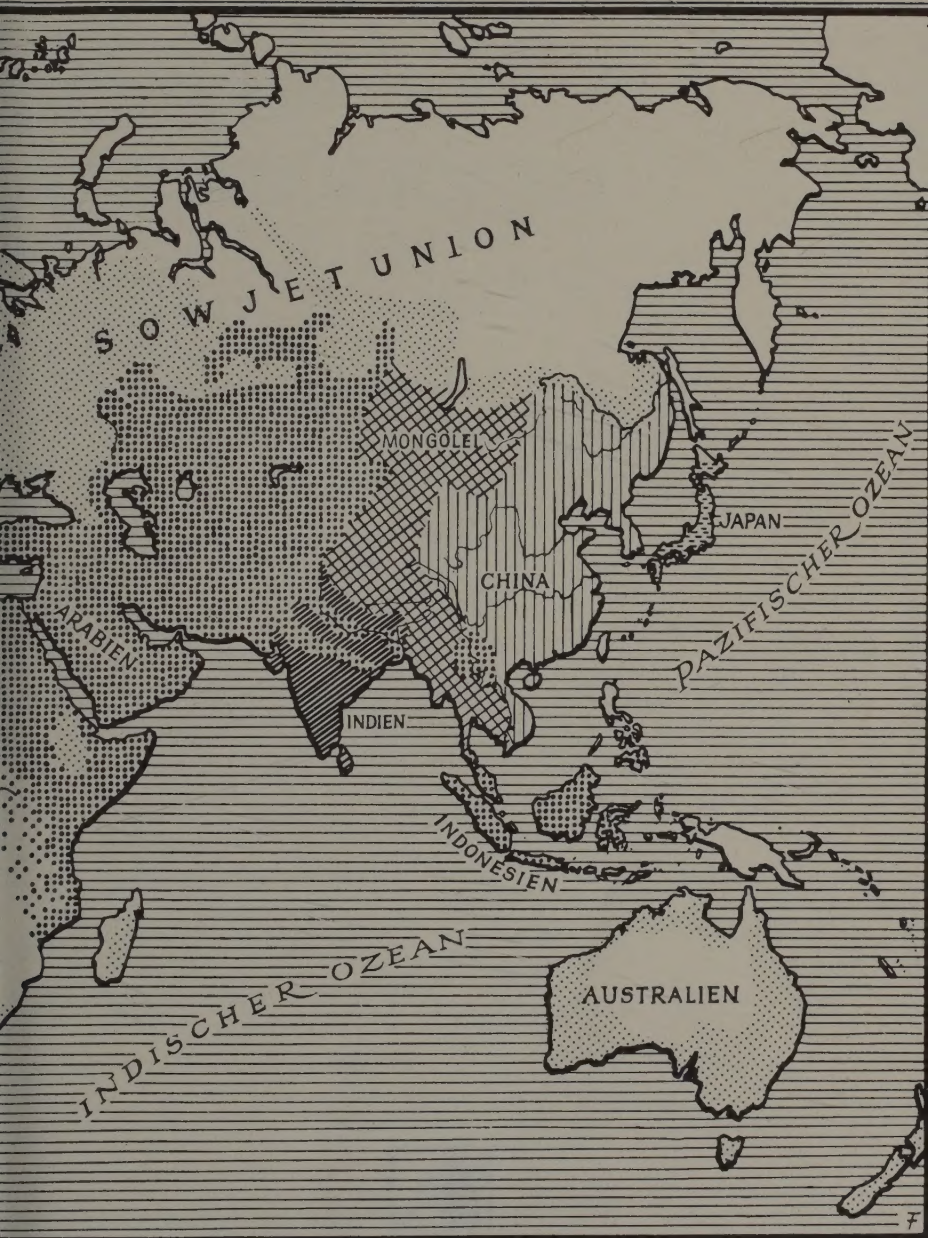 SOWJETUNION
MONGOLEI
JAPAN
CHINA
PAZIFISCHER OZEAN
ARABIEN
INDIEN
INDONESIEN
INDISCHER OZEAN
AUSTRALIEN
F